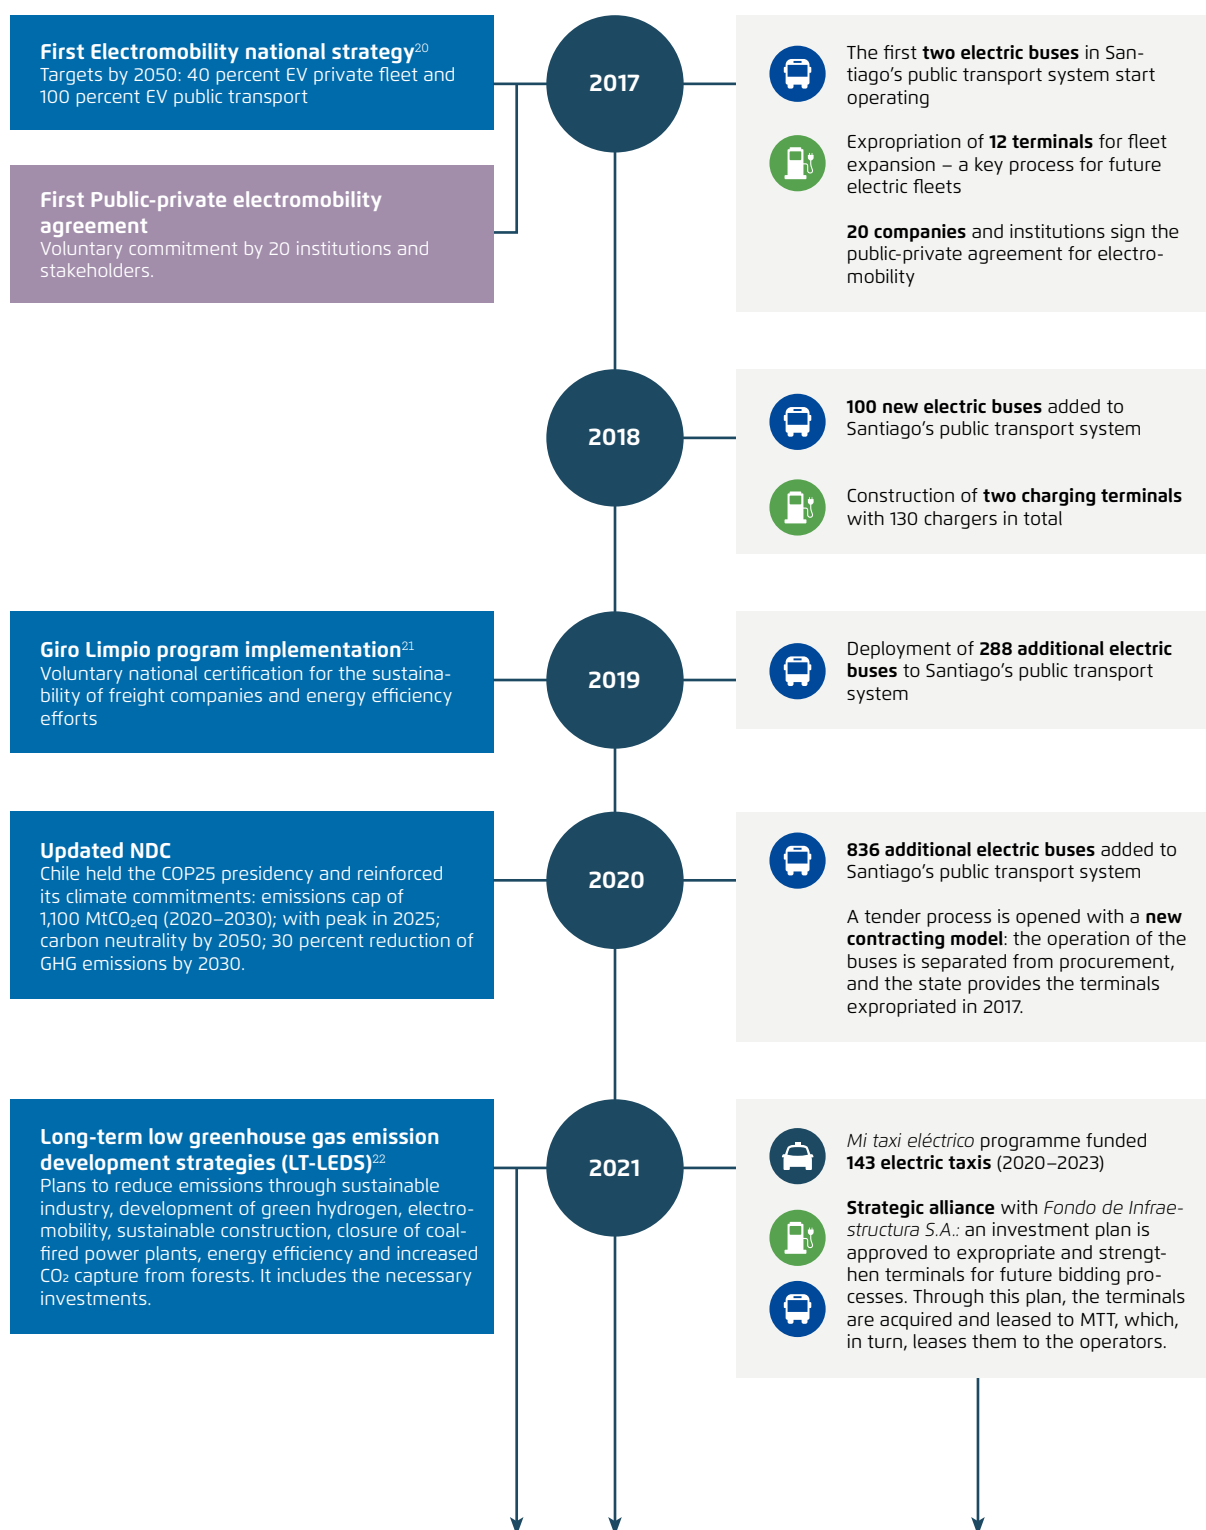 First Electromobility national strategy20
Targets by 2050: 40 percent EV private fleet and
100 percent EV public transport
First Public-private electromobility
agreement
Voluntary commitment by 20 institutions and
stakeholders.
2017
The first two electric buses in San-
tiago's public transport system start
operating
Expropriation of 12 terminals for fleet
expansion – a key process for future
electric fleets
20 companies and institutions sign the
public-private agreement for electro-
mobility
2018
100 new electric buses added to
Santiago's public transport system
Construction of two charging terminals
with 130 chargers in total
Giro Limpio program implementation21
Voluntary national certification for the sustaina-
bility of freight companies and energy efficiency
efforts
2019
Deployment of 288 additional electric
buses to Santiago's public transport
system
Updated NDC
Chile held the COP25 presidency and reinforced
its climate commitments: emissions cap of
1,100 MtCO₂eq (2020–2030); with peak in 2025;
carbon neutrality by 2050; 30 percent reduction of
GHG emissions by 2030.
2020
836 additional electric buses added to
Santiago's public transport system
A tender process is opened with a new
contracting model: the operation of the
buses is separated from procurement,
and the state provides the terminals
expropriated in 2017.
Long-term low greenhouse gas emission
development strategies (LT-LEDS)22
Plans to reduce emissions through sustainable
industry, development of green hydrogen, electro-
mobility, sustainable construction, closure of coal-
fired power plants, energy efficiency and increased
CO₂ capture from forests. It includes the necessary
investments.
2021
Mi taxi eléctrico programme funded
143 electric taxis (2020–2023)
Strategic alliance with Fondo de Infrae-
structura S.A.: an investment plan is
approved to expropriate and strengt-
hen terminals for future bidding pro-
cesses. Through this plan, the terminals
are acquired and leased to MTT, which,
in turn, leases them to the operators.